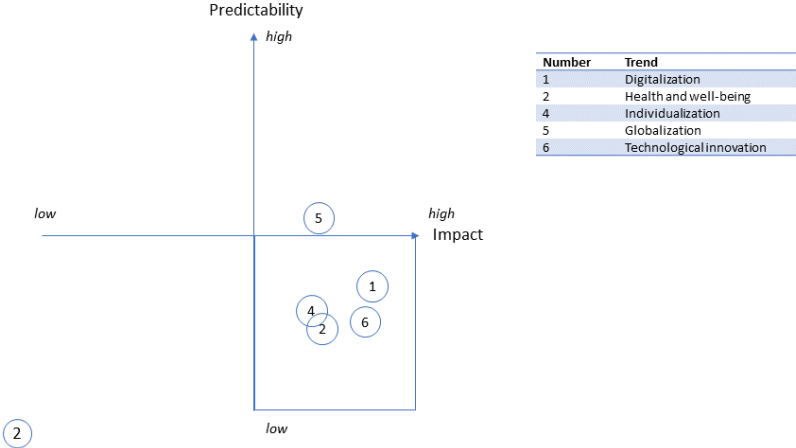 Predictability
high
Number Trend
1 Digitalization
2 Health and well-being
4 Individualization
5 Globalization
6 Technological innovation
low
5
high
Impact
1
4
2
6
low
2